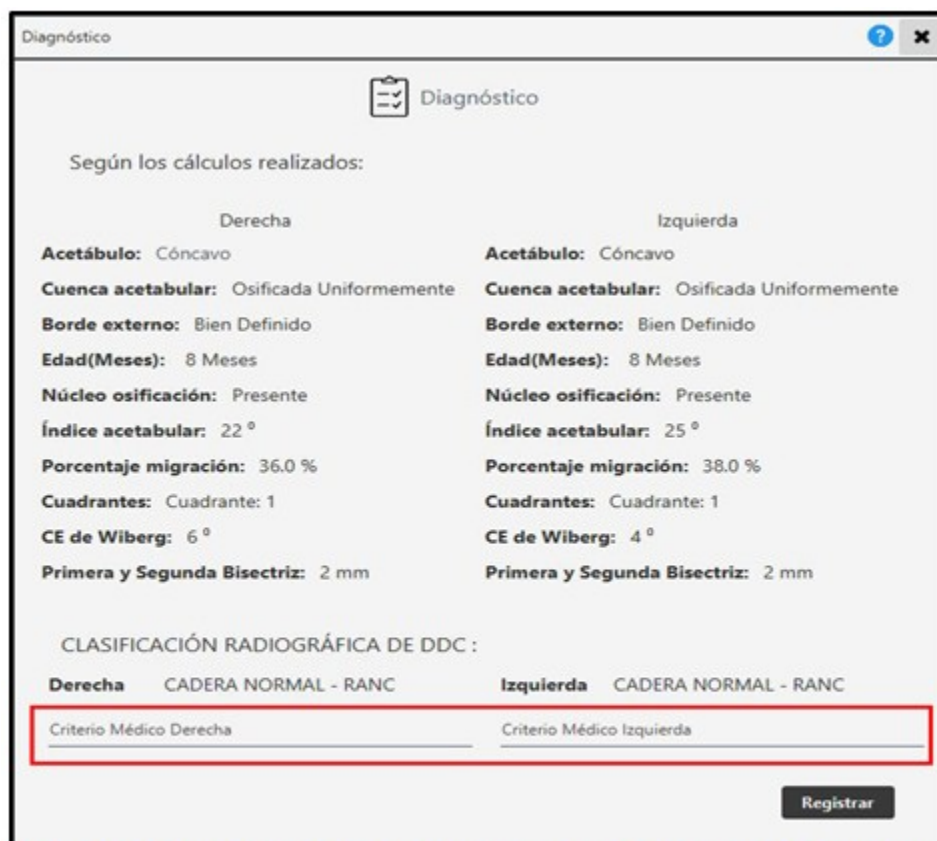 Diagnóstico
Diagnóstico
Según los cálculos realizados:
Derecha
Izquierda
Acetábulo: Cóncavo
Acetábulo: Cóncavo
Cuenca acetabular: Osificada Uniformemente
Cuenca acetabular: Osificada Uniformemente
Borde externo: Bien Definido
Borde externo: Bien Definido
Edad(Meses): 8 Meses
Edad(Meses): 8 Meses
Núcleo osificación: Presente
Núcleo osificación: Presente
Índice acetabular: 22 º
Índice acetabular: 25 º
Porcentaje migración: 36.0 %
Porcentaje migración: 38.0 %
Cuadrantes: Cuadrante: 1
Cuadrantes: Cuadrante: 1
CE de Wiberg: 6 º
CE de Wiberg: 4 º
Primera y Segunda Bisectriz: 2 mm
Primera y Segunda Bisectriz: 2 mm
CLASIFICACIÓN RADIOGRÁFICA DE DDC :
Derecha CADERA NORMAL - RANC
Izquierda CADERA NORMAL - RANC
Criterio Médico Derecha
Criterio Médico Izquierda
Registrar